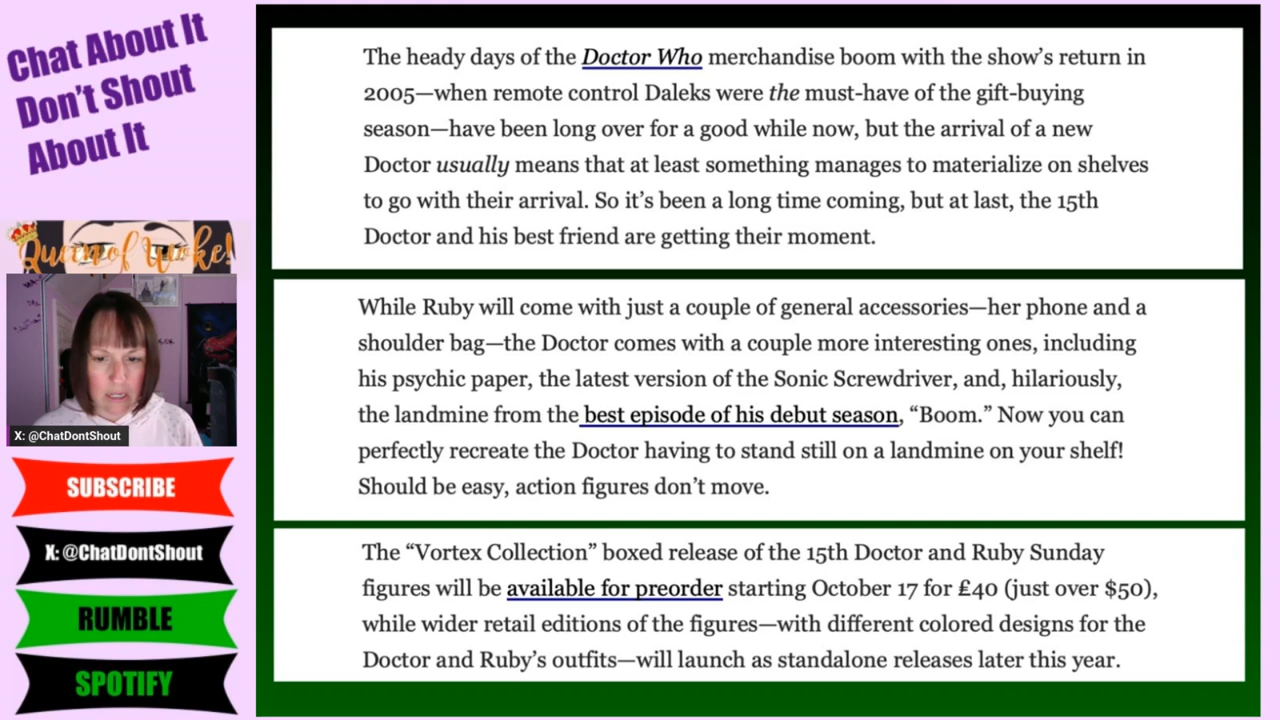 Chat About It
Don't Shout
About It
Queen of Woke!
X: @ChatDontShout
SUBSCRIBE
X: @ChatDontShout
RUMBLE
SPOTIFY
The heady days of the Doctor Who merchandise boom with the show’s return in
2005—when remote control Daleks were the must-have of the gift-buying
season—have been long over for a good while now, but the arrival of a new
Doctor usually means that at least something manages to materialize on shelves
to go with their arrival. So it’s been a long time coming, but at last, the 15th
Doctor and his best friend are getting their moment.
While Ruby will come with just a couple of general accessories—her phone and a
shoulder bag—the Doctor comes with a couple more interesting ones, including
his psychic paper, the latest version of the Sonic Screwdriver, and, hilariously,
the landmine from the best episode of his debut season, “Boom.” Now you can
perfectly recreate the Doctor having to stand still on a landmine on your shelf!
Should be easy, action figures don’t move.
The “Vortex Collection” boxed release of the 15th Doctor and Ruby Sunday
figures will be available for preorder starting October 17 for £40 (just over $50),
while wider retail editions of the figures—with different colored designs for the
Doctor and Ruby’s outfits—will launch as standalone releases later this year.